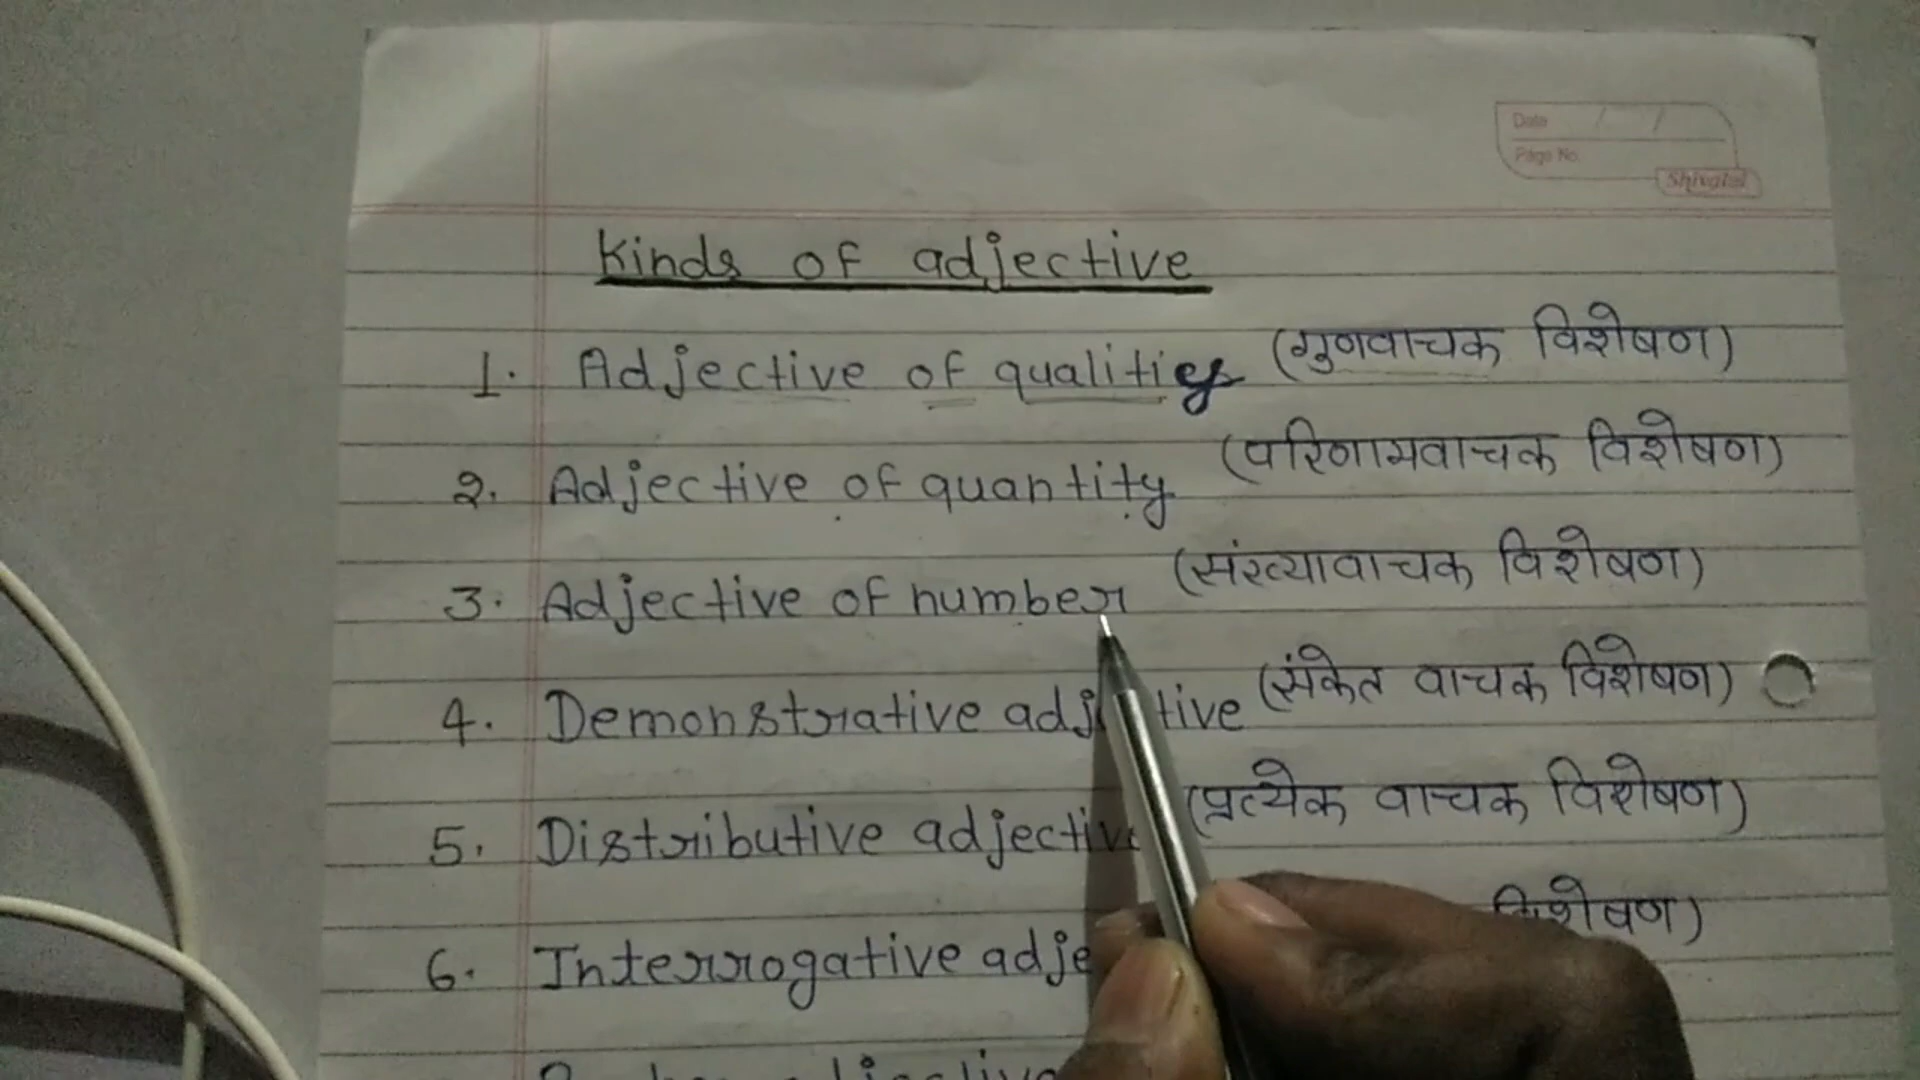 Date / /
Page No.
Shivalal
Kinds of adjective
1. Adjective of quality (गुणवाचक विशेषण)
2. Adjective of quantity (परिणामवाचक विशेषण)
3. Adjective of number (संख्यावाचक विशेषण)
4. Demonstrative adj tive (संकेत वाचक विशेषण)
5. Distributive adjectiv (प्रत्येक वाचक विशेषण)
6. Interrogative adje विशेषण)